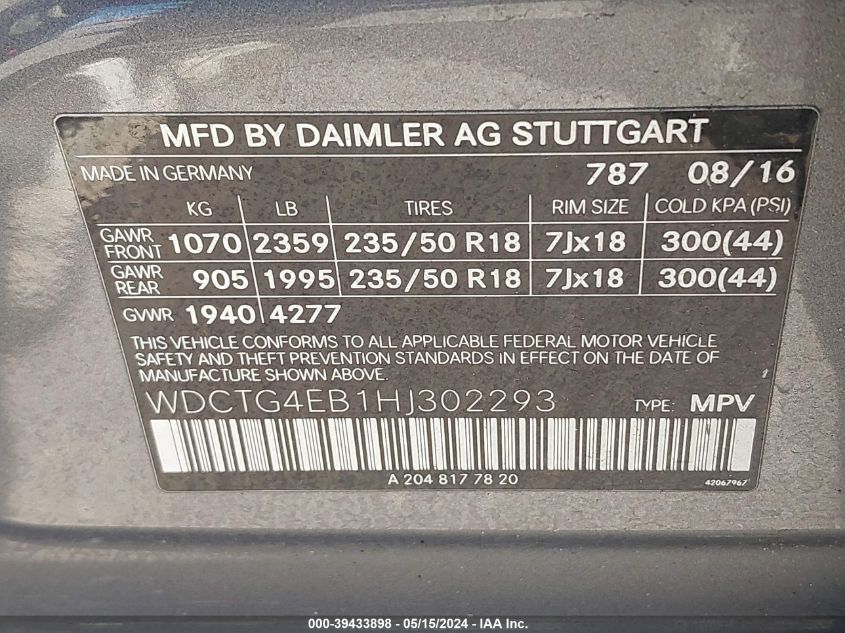 MFD BY DAIMLER AG STUTTGART
MADE IN GERMANY 787 08/16
KG LB TIRES RIM SIZE COLD KPA (PSI)
GAWR FRONT 1070 2359 235/50 R18 7Jx18 300(44)
GAWR REAR 905 1995 235/50 R18 7Jx18 300(44)
GVWR 1940 4277
THIS VEHICLE CONFORMS TO ALL APPLICABLE FEDERAL MOTOR VEHICLE
SAFETY AND THEFT PREVENTION STANDARDS IN EFFECT ON THE DATE OF
MANUFACTURE SHOWN ABOVE. 1
WDCTG4EB1HJ302293 TYPE: MPV
A 204 817 78 20
42067967
000-39433898 - 05/15/2024 - IAA Inc.